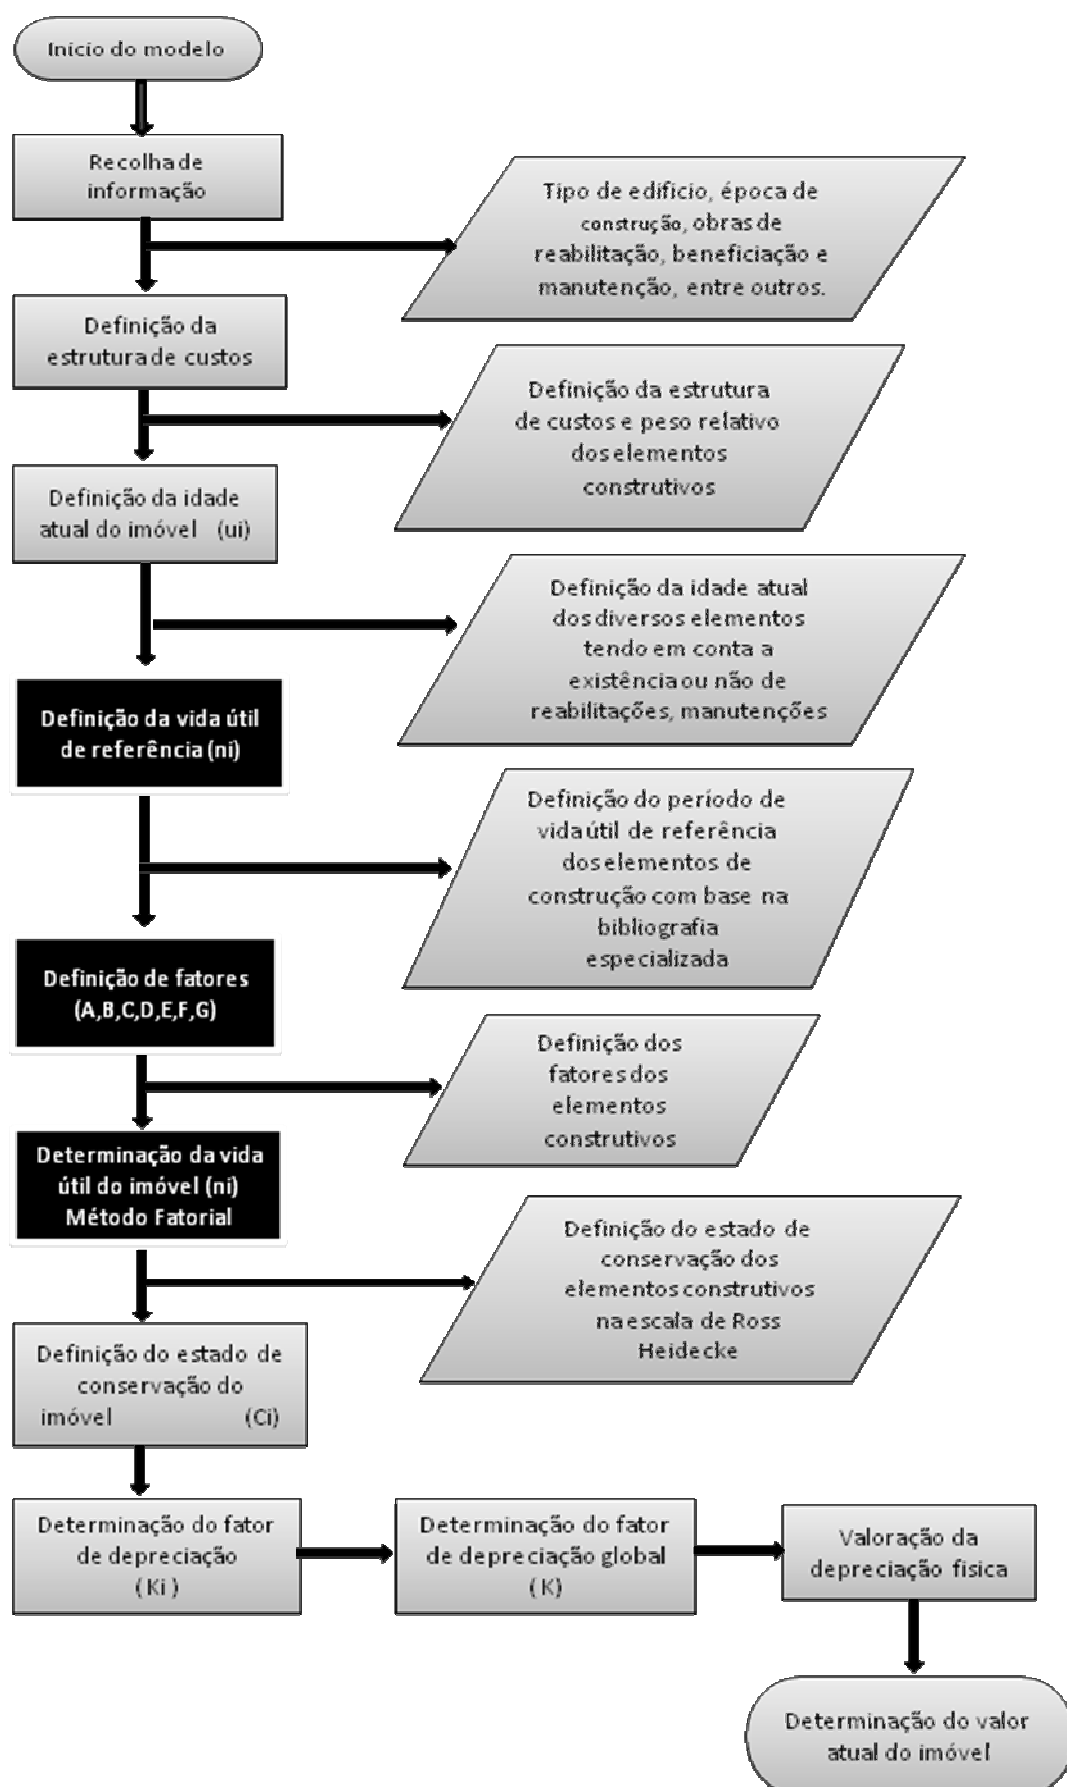 Inicio do modelo
Recolha de
informação
Tipo de edificio, época de
construção, obras de
reabilitação, beneficiação e
manutenção, entre outros.
Definição da
estrutura de custos
Definição da estrutura
de custos e peso relativo
dos elementos
construtivos
Definição da idade
atual do imóvel (ui)
Definição da idade atual
dos diversos elementos
tendo em conta a
existência ou não de
reabilitações, manutenções
Definição da vida útil
de referência (ni)
Definição do período de
vida útil de referência
dos elementos de
construção com base na
bibliografia
especializada
Definição de fatores
(A,B,C,D,E,F,G)
Definição dos
fatores dos
elementos
construtivos
Determinação da vida
útil do imóvel (ni)
Método Fatorial
Definição do estado de
conservação dos
elementos construtivos
na escala de Ross
Heidecke
Definição do estado de
conservação do
imóvel (Ci)
Determinação do fator
de depreciação
( Ki )
Determinação do fator
de depreciação global
( K)
Valoração da
depreciação fisica
Determinação do valor
atual do imóvel